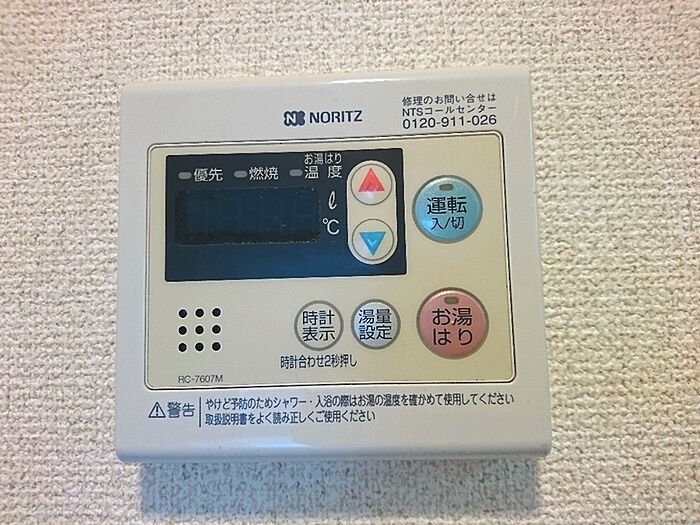 NORITZ
修理のお問い合せは
NTSコールセンター
0120-911-026
お湯はり
優先 燃焼 温度
ℓ
℃
運転
入/切
時計
表示
湯量
設定
お湯
はり
時計合わせ2秒押し
RC-7607M
⚠警告
やけど予防のためシャワー・入浴の際はお湯の温度を確かめて使用してください
取扱説明書をよく読み正しくご使用ください